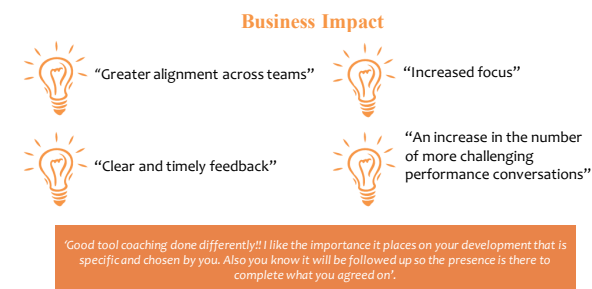 Business Impact
“Greater alignment across teams”
“Increased focus”
“Clear and timely feedback”
“An increase in the number
of more challenging
performance conversations”
‘Good tool coaching done differently!! I like the importance it places on your development that is
specific and chosen by you. Also you know it will be followed up so the presence is there to
complete what you agreed on’.